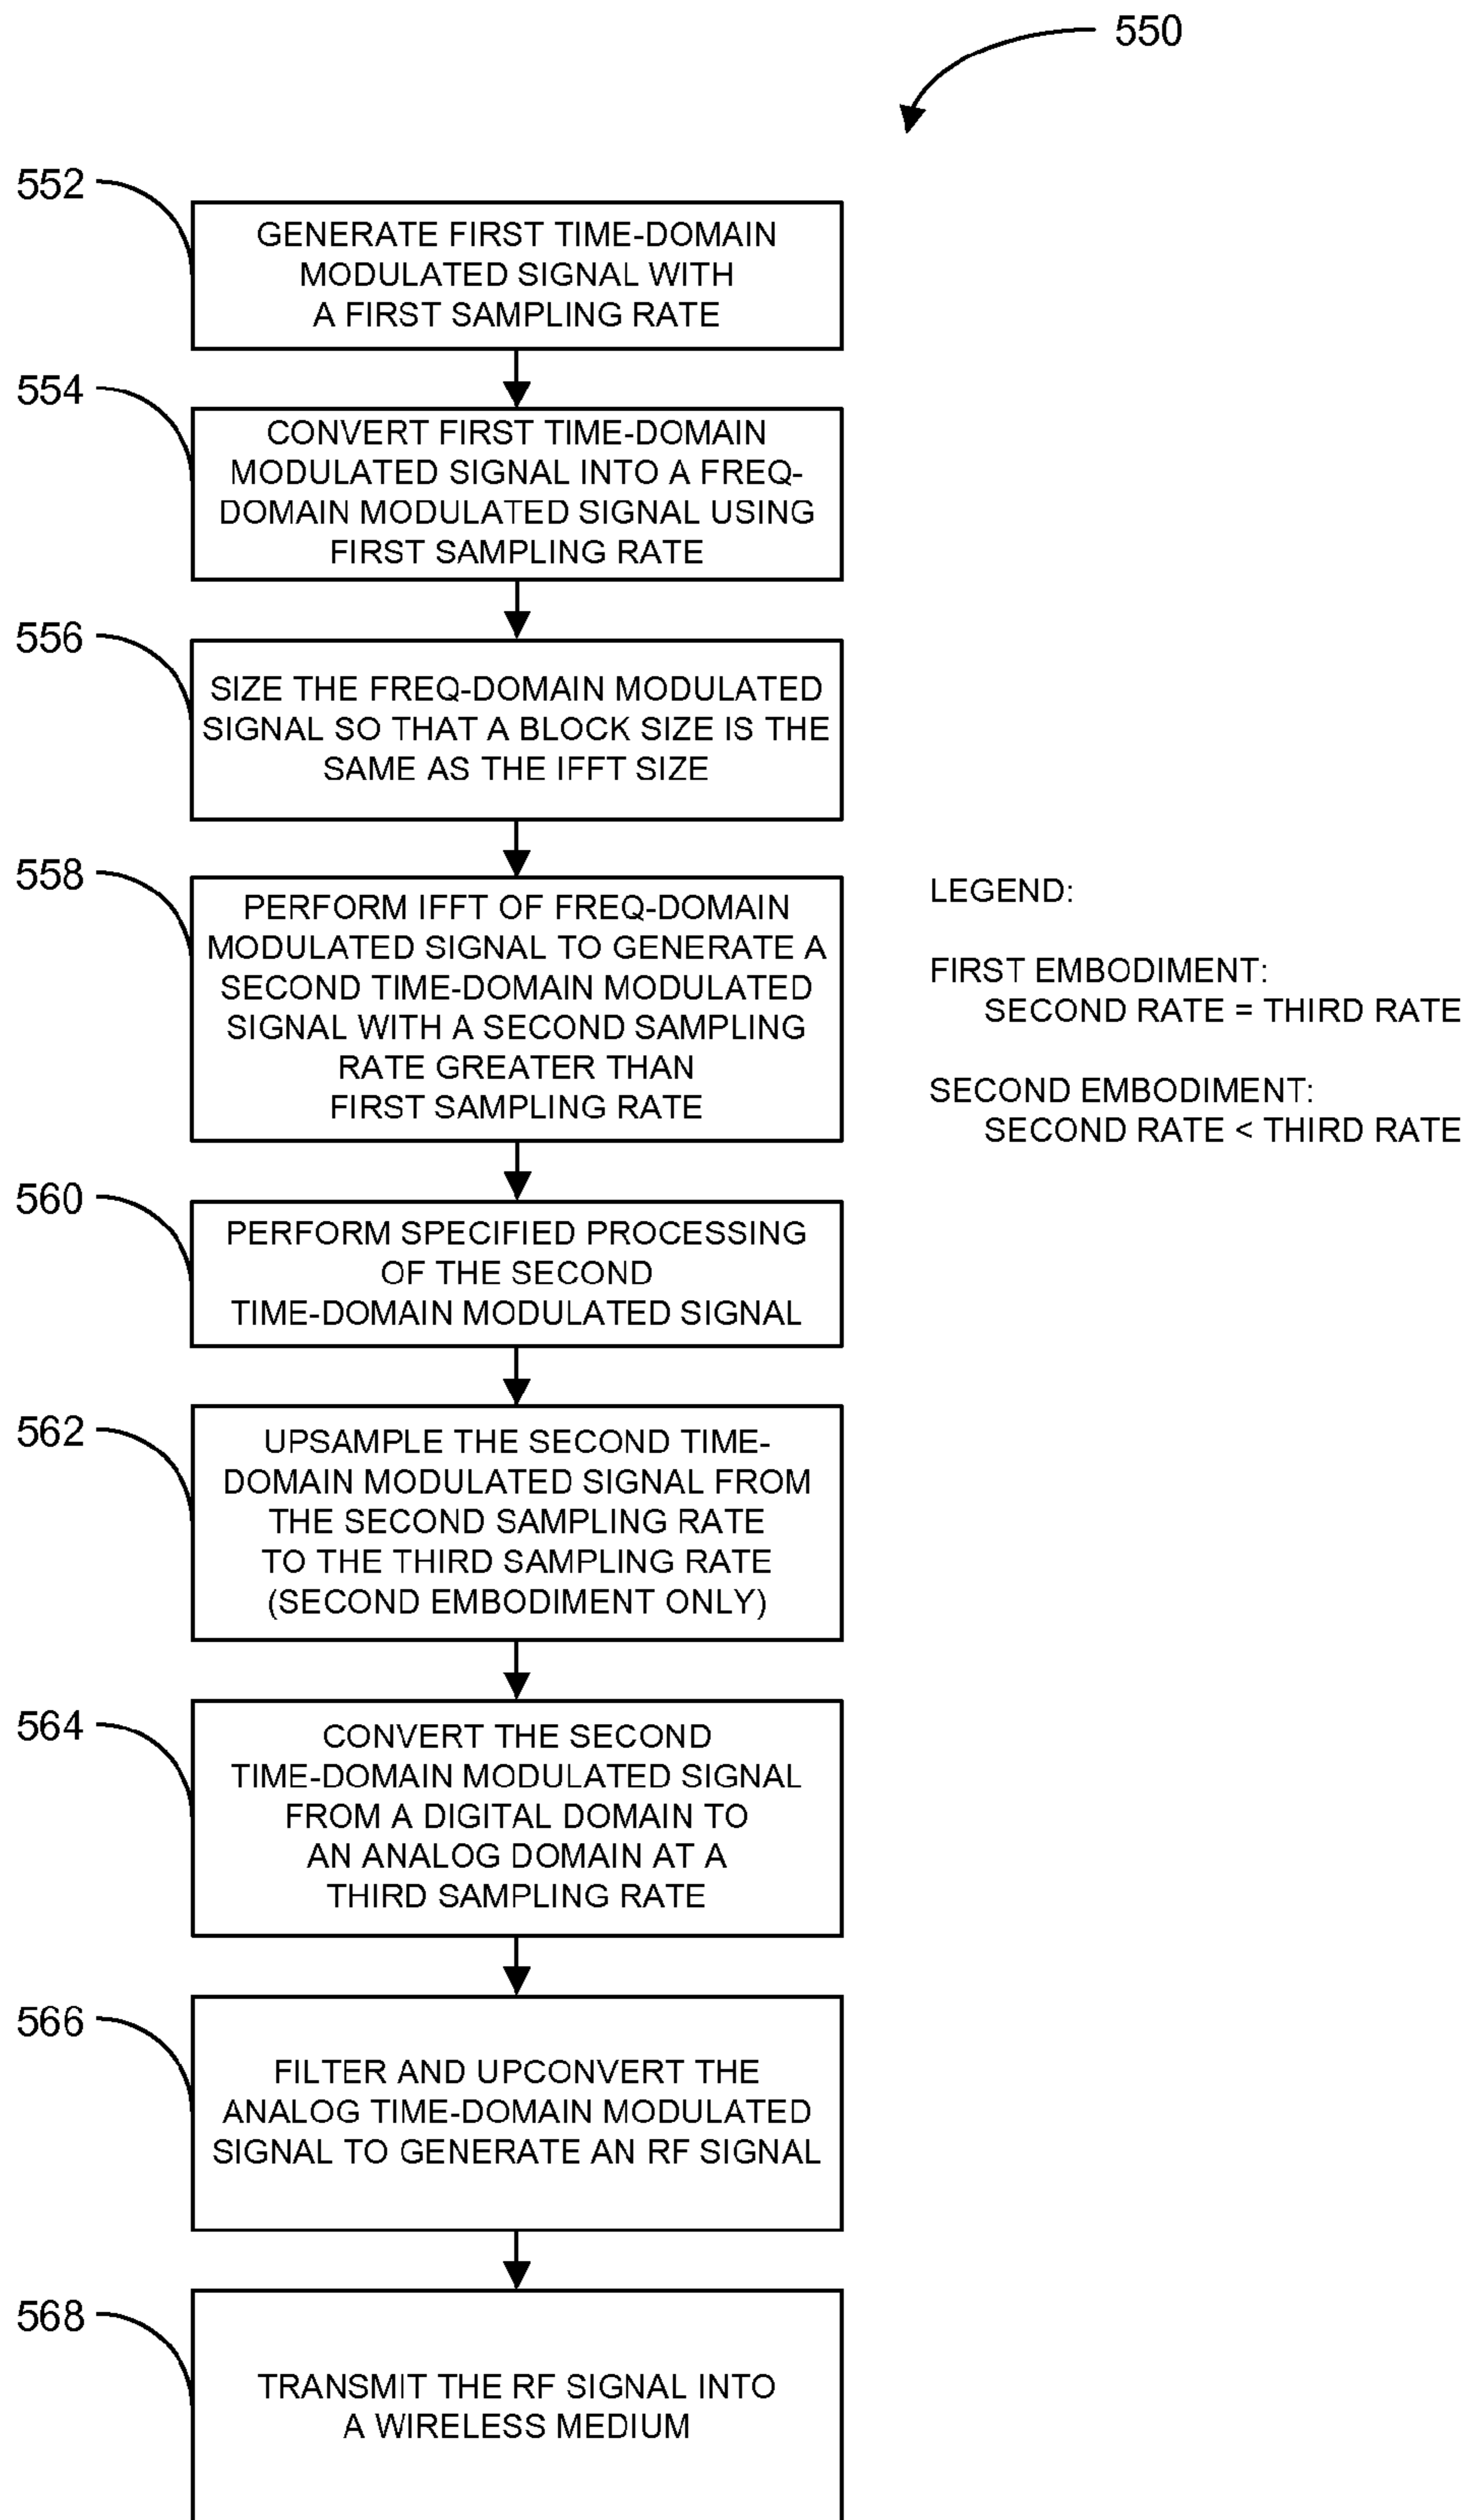 550
552
GENERATE FIRST TIME-DOMAIN
MODULATED SIGNAL WITH
A FIRST SAMPLING RATE
554
CONVERT FIRST TIME-DOMAIN
MODULATED SIGNAL INTO A FREQ-
DOMAIN MODULATED SIGNAL USING
FIRST SAMPLING RATE
556
SIZE THE FREQ-DOMAIN MODULATED
SIGNAL SO THAT A BLOCK SIZE IS THE
SAME AS THE IFFT SIZE
558
PERFORM IFFT OF FREQ-DOMAIN
MODULATED SIGNAL TO GENERATE A
SECOND TIME-DOMAIN MODULATED
SIGNAL WITH A SECOND SAMPLING
RATE GREATER THAN
FIRST SAMPLING RATE
LEGEND:
FIRST EMBODIMENT:
SECOND RATE = THIRD RATE
SECOND EMBODIMENT:
SECOND RATE < THIRD RATE
560
PERFORM SPECIFIED PROCESSING
OF THE SECOND
TIME-DOMAIN MODULATED SIGNAL
562
UPSAMPLE THE SECOND TIME-
DOMAIN MODULATED SIGNAL FROM
THE SECOND SAMPLING RATE
TO THE THIRD SAMPLING RATE
(SECOND EMBODIMENT ONLY)
564
CONVERT THE SECOND
TIME-DOMAIN MODULATED SIGNAL
FROM A DIGITAL DOMAIN TO
AN ANALOG DOMAIN AT A
THIRD SAMPLING RATE
566
FILTER AND UPCONVERT THE
ANALOG TIME-DOMAIN MODULATED
SIGNAL TO GENERATE AN RF SIGNAL
568
TRANSMIT THE RF SIGNAL INTO
A WIRELESS MEDIUM